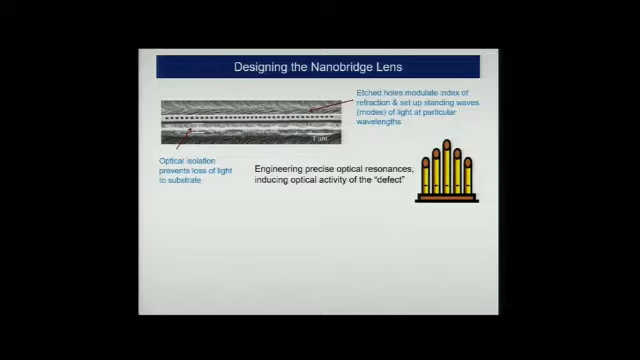 Designing the Nanobridge Lens
Etched holes modulate index of
refraction & set up standing waves
(modes) of light at particular
wavelengths
1 μm
Optical isolation
prevents loss of light
to substrate
Engineering precise optical resonances,
inducing optical activity of the "defect"